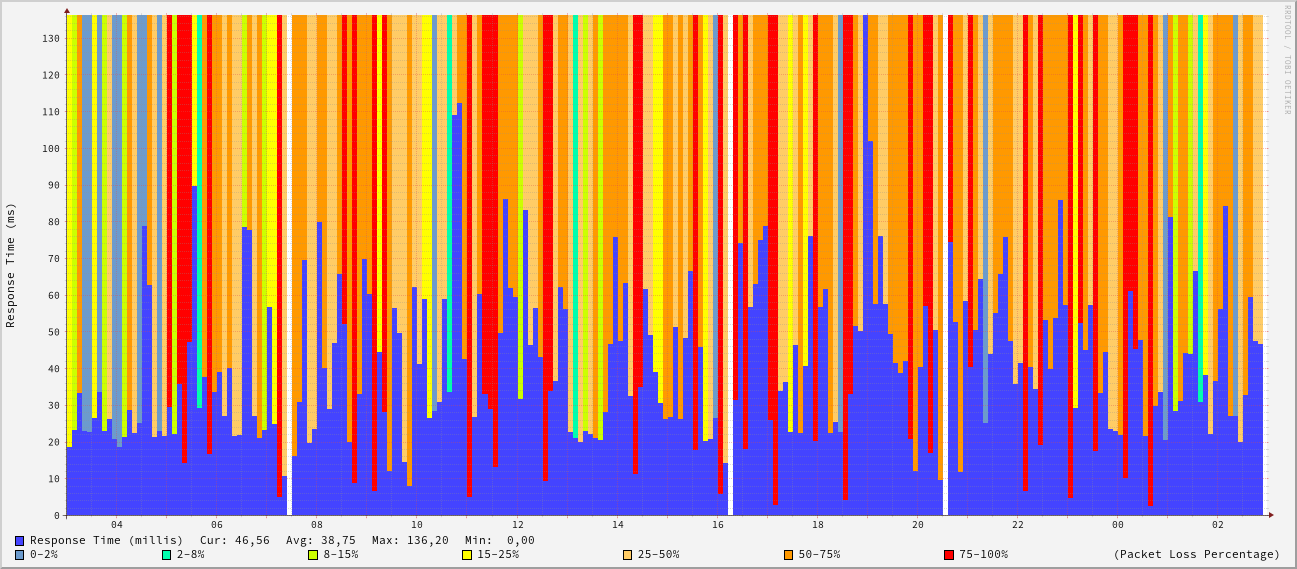 RRDTOOL / TOBI OETIKER
Response Time (ms)
130
120
110
100
90
80
70
60
50
40
30
20
10
0
04 06 08 10 12 14 16 18 20 22 00 02
Response Time (millis) Cur: 46,56 Avg: 38,75 Max: 136,20 Min: 0,00
0-2% 2-8% 8-15% 15-25% 25-50% 50-75% 75-100% (Packet Loss Percentage)